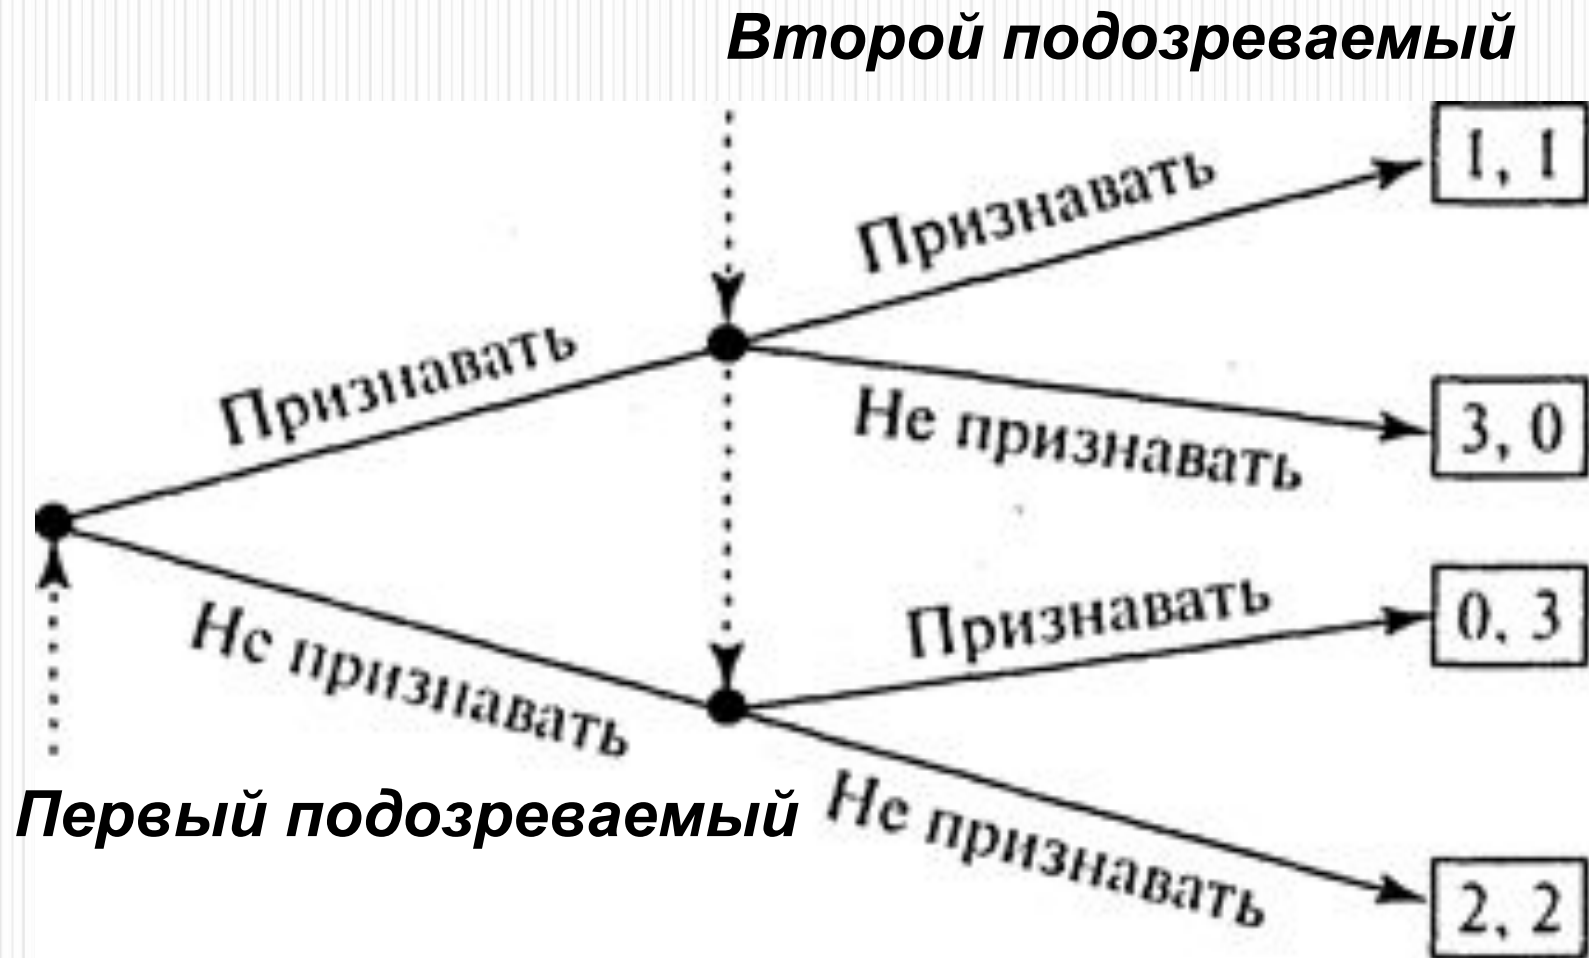 Второй подозреваемый
1, 1
Признавать
Признавать
Не признавать
3, 0
Не признавать
Признавать
0, 3
Первый подозреваемый
Не признавать
2, 2